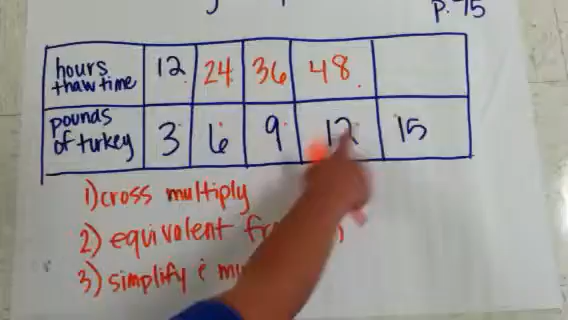 p. 75
hours 12 24 36 48
thaw time
pounds 3 6 9 12 15
of turkey
1) cross multiply
2) equivalent
3) simplify &